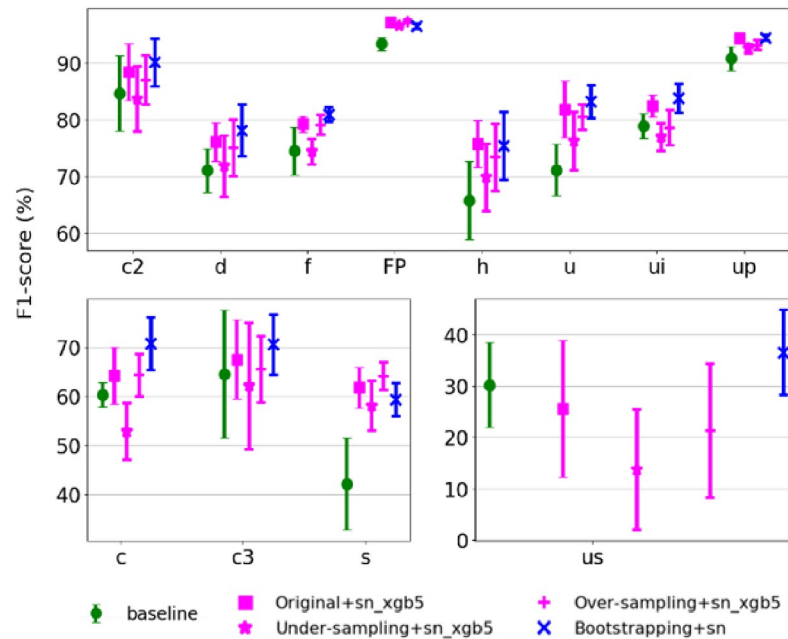 F1-score (%)
90
80
70
60
c2 d f FP h u ui up
70
60
50
40
c c3 s
40
30
20
10
0
us
baseline
Original+sn_xgb5
Under-sampling+sn_xgb5
Over-sampling+sn_xgb5
Bootstrapping+sn